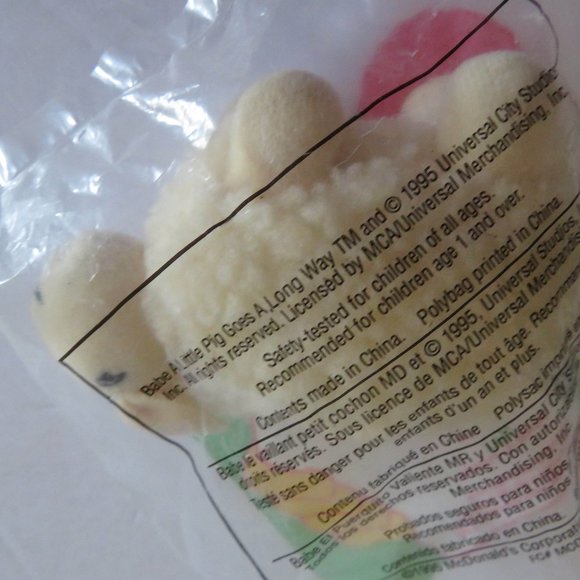 Babe A Little Pig Goes A Long Way TM and © 1995 Universal City Studios
Inc. All rights reserved. Licensed by MCA/Universal Merchandising, Inc.
Safety-tested for children of all ages.
Recommended for children age 1 and over.
Contents made in China. Polybag printed in China.
Babe le vaillant petit cochon MD et © 1995, Universal Studios
droits réservés. Sous licence de MCA/Universal Merchandising
Testé sans danger pour les enfants de tout âge.
enfants d'un an et plus.
Contenu fabriqué en Chine Polysac imprimé
Babe El Puerquito Valiente MR y Universal City
Todos los derechos reservados. Con
Merchandising, Inc
Probados seguros para niños
Recomendados para niños
Contenido fabricado en China.
©1996 McDonald's